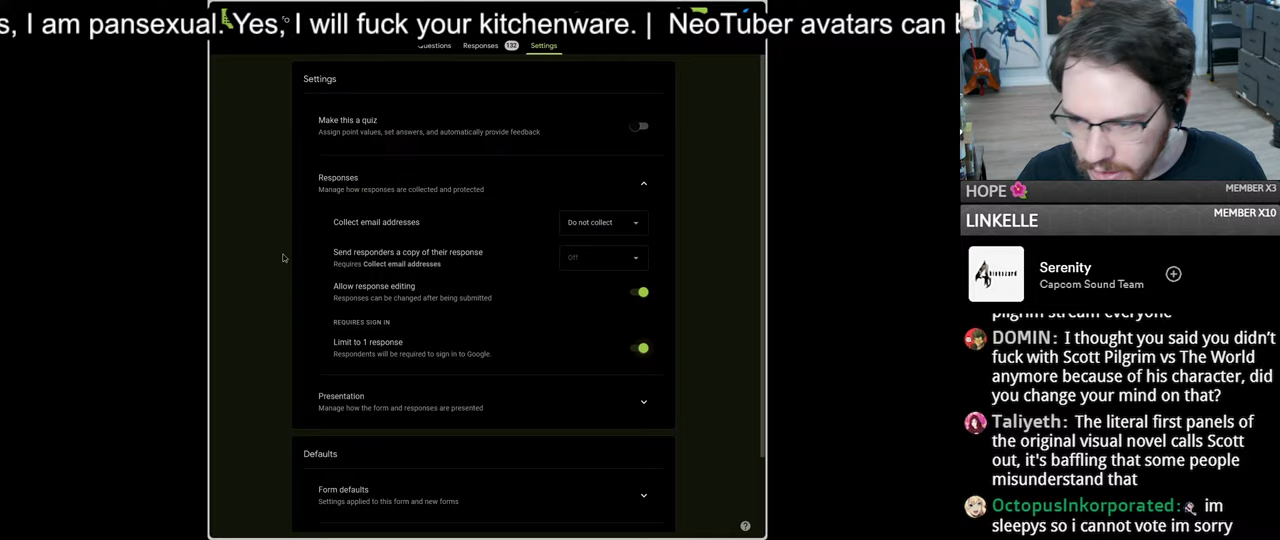 s, I am pansexual. Yes, I will fuck your kitchenware. | NeoTuber avatars can b
Questions Responses 132 Settings
Settings
Make this a quiz
Assign point values, set answers, and automatically provide feedback
Responses
Manage how responses are collected and protected
Collect email addresses
Do not collect
Send responders a copy of their response
Requires Collect email addresses
Off
Allow response editing
Responses can be changed after being submitted
REQUIRES SIGN IN
Limit to 1 response
Respondents will be required to sign in to Google.
Presentation
Manage how the form and responses are presented
Defaults
Form defaults
Settings applied to this form and new forms
HOPE 🌺 MEMBER X3
LINKELLE MEMBER X10
Serenity
Capcom Sound Team
pilgrim stream everyone
DOMIN: I thought you said you didn't
fuck with Scott Pilgrim vs The World
anymore because of his character, did
you change your mind on that?
Taliyeth: The literal first panels of
the original visual novel calls Scott
out, it's baffling that some people
misunderstand that
OctopusInkorporated: im
sleepys so i cannot vote im sorry